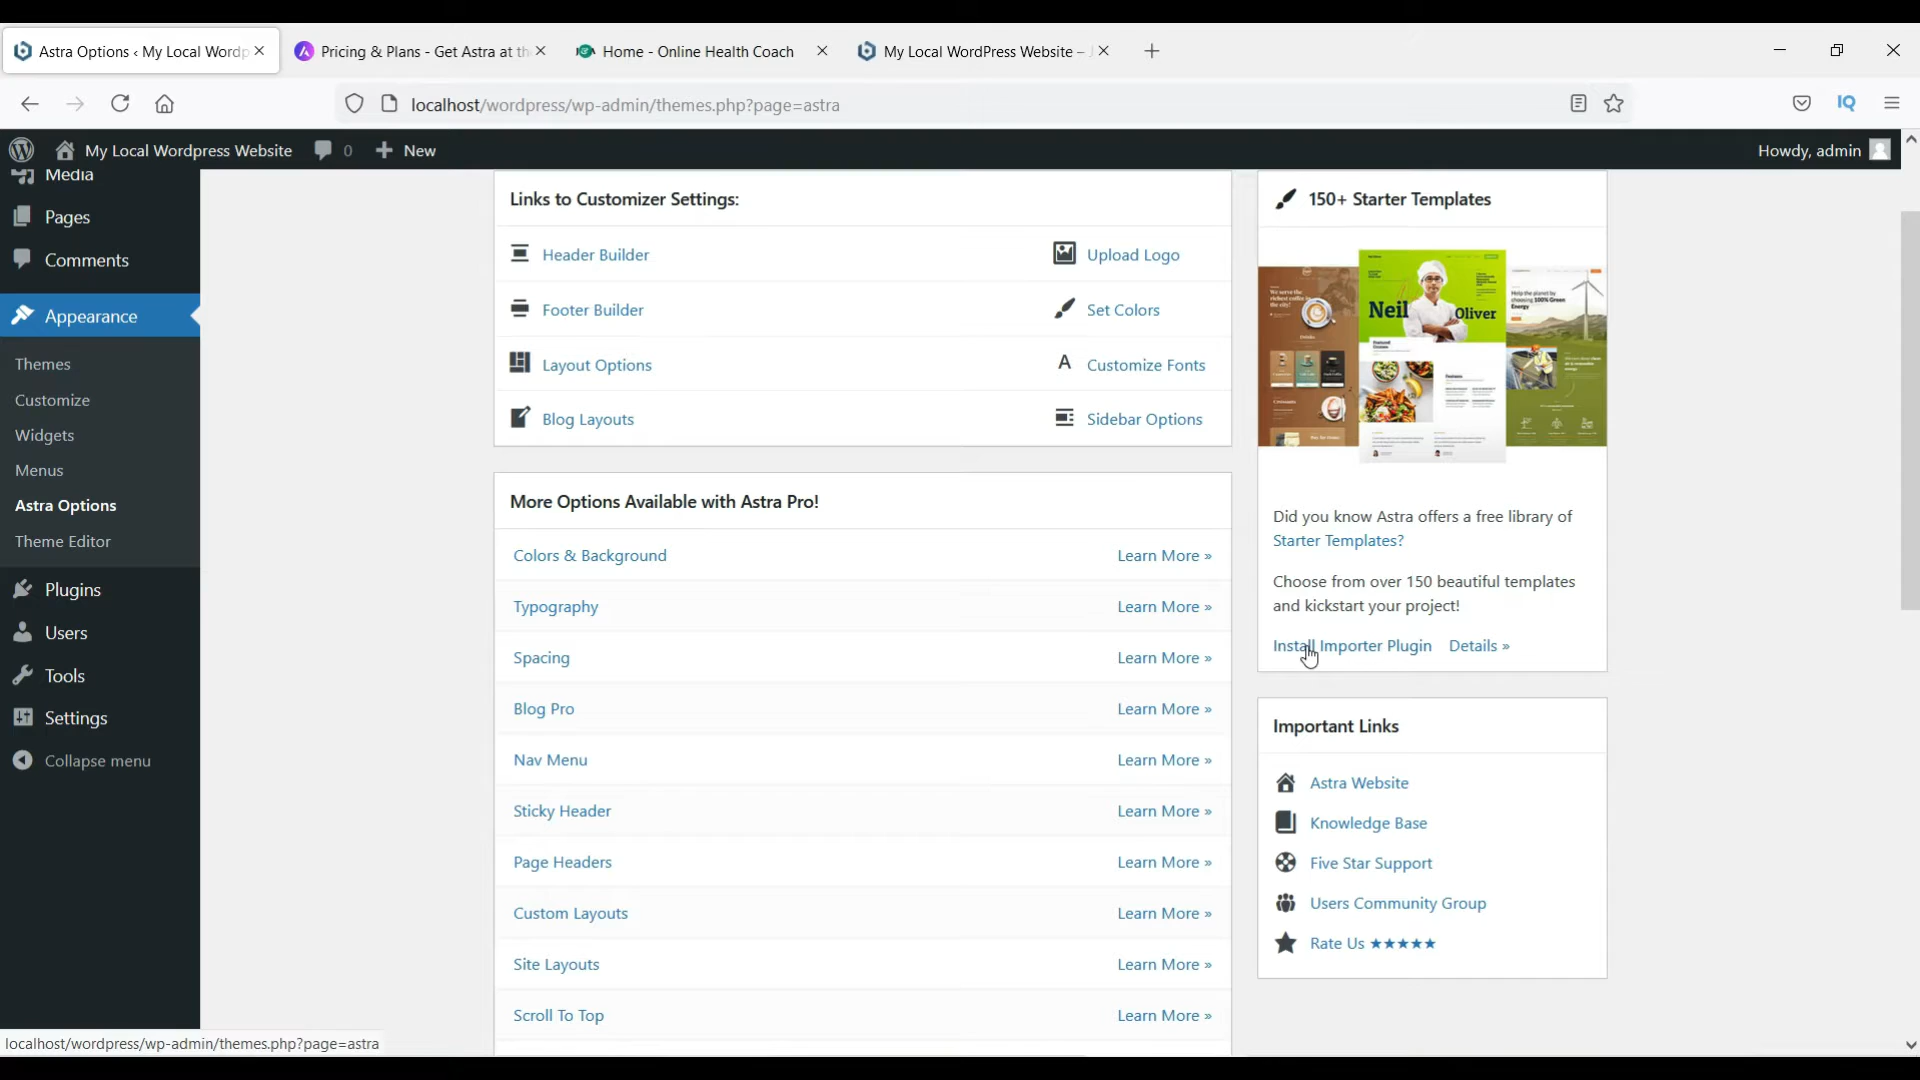 Astra Options ‹ My Local Wordp
Pricing & Plans - Get Astra at th
Home - Online Health Coach
My Local WordPress Website –
localhost/wordpress/wp-admin/themes.php?page=astra
IQ
My Local Wordpress Website
0
New
Howdy, admin
Media
Pages
Comments
Appearance
Themes
Customize
Widgets
Menus
Astra Options
Theme Editor
Plugins
Users
Tools
Settings
Collapse menu
Links to Customizer Settings:
Header Builder
Upload Logo
Footer Builder
Set Colors
Layout Options
A Customize Fonts
Blog Layouts
Sidebar Options
More Options Available with Astra Pro!
Colors & Background
Learn More »
Typography
Learn More »
Spacing
Learn More »
Blog Pro
Learn More »
Nav Menu
Learn More »
Sticky Header
Learn More »
Page Headers
Learn More »
Custom Layouts
Learn More »
Site Layouts
Learn More »
Scroll To Top
Learn More »
150+ Starter Templates
Neil
Oliver
Did you know Astra offers a free library of
Starter Templates?
Choose from over 150 beautiful templates
and kickstart your project!
Install Importer Plugin
Details »
Important Links
Astra Website
Knowledge Base
Five Star Support
Users Community Group
Rate Us ★★★★★
localhost/wordpress/wp-admin/themes.php?page=astra